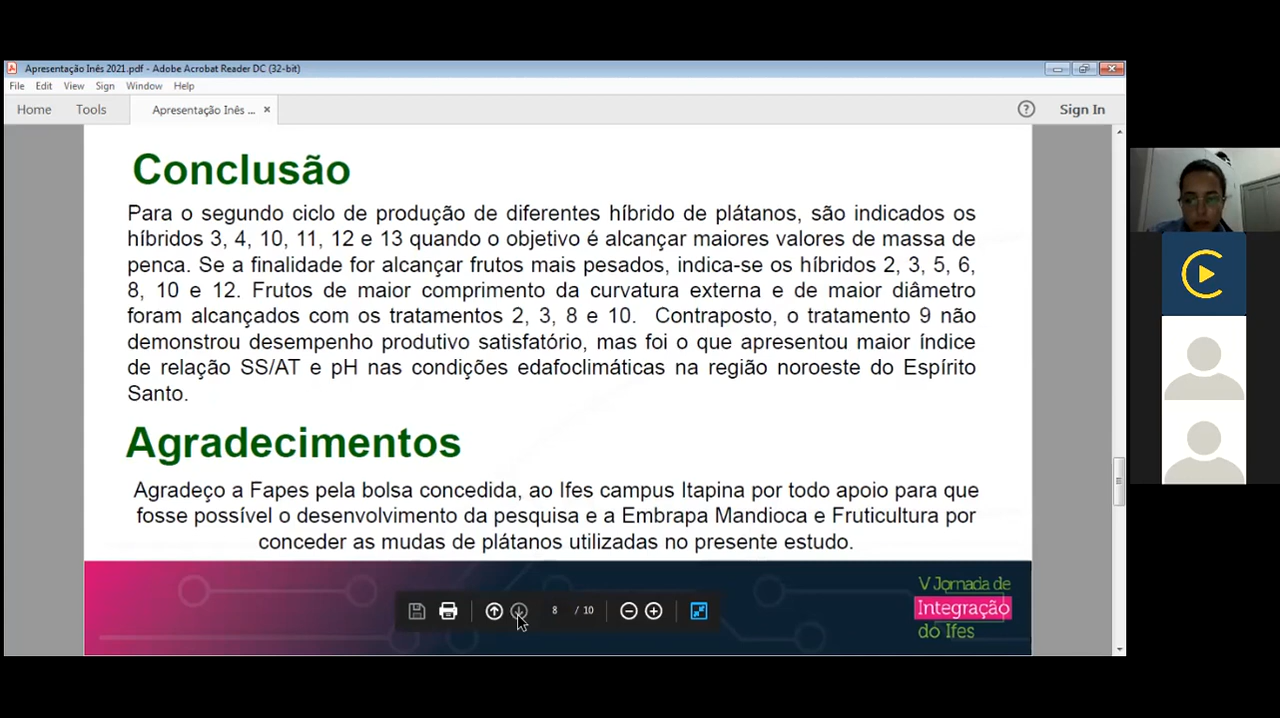 Apresentação Inês 2021.pdf - Adobe Acrobat Reader DC (32-bit)
File Edit View Sign Window Help
Home Tools Apresentação Inês ... × ? Sign In
Conclusão
Para o segundo ciclo de produção de diferentes híbrido de plátanos, são indicados os
híbridos 3, 4, 10, 11, 12 e 13 quando o objetivo é alcançar maiores valores de massa de
penca. Se a finalidade for alcançar frutos mais pesados, indica-se os híbridos 2, 3, 5, 6,
8, 10 e 12. Frutos de maior comprimento da curvatura externa e de maior diâmetro
foram alcançados com os tratamentos 2, 3, 8 e 10. Contraposto, o tratamento 9 não
demonstrou desempenho produtivo satisfatório, mas foi o que apresentou maior índice
de relação SS/AT e pH nas condições edafoclimáticas na região noroeste do Espírito
Santo.
Agradecimentos
Agradeço a Fapes pela bolsa concedida, ao Ifes campus Itapina por todo apoio para que
fosse possível o desenvolvimento da pesquisa e a Embrapa Mandioca e Fruticultura por
conceder as mudas de plátanos utilizadas no presente estudo.
8 / 10
V Jornada de
Integração
do Ifes